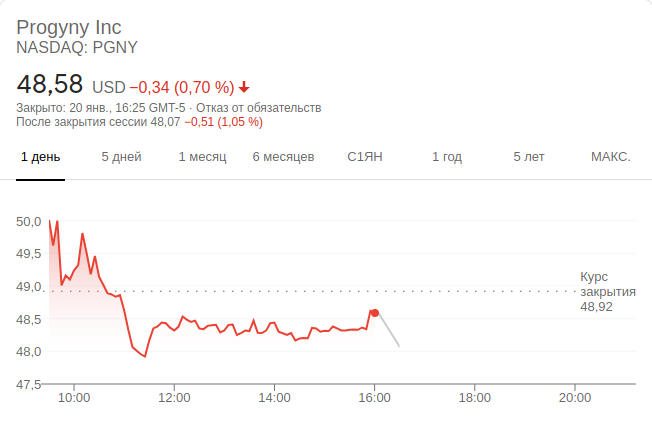 Progyny Inc
NASDAQ: PGNY
48,58 USD −0,34 (0,70 %)
Закрыто: 20 янв., 16:25 GMT-5 · Отказ от обязательств
После закрытия сессии 48,07 −0,51 (1,05 %)
1 день 5 дней 1 месяц 6 месяцев С1ЯН 1 год 5 лет МАКС.
50,0
49,5
49,0
48,5
48,0
47,5
Курс
закрытия
48,92
10:00 12:00 14:00 16:00 18:00 20:00